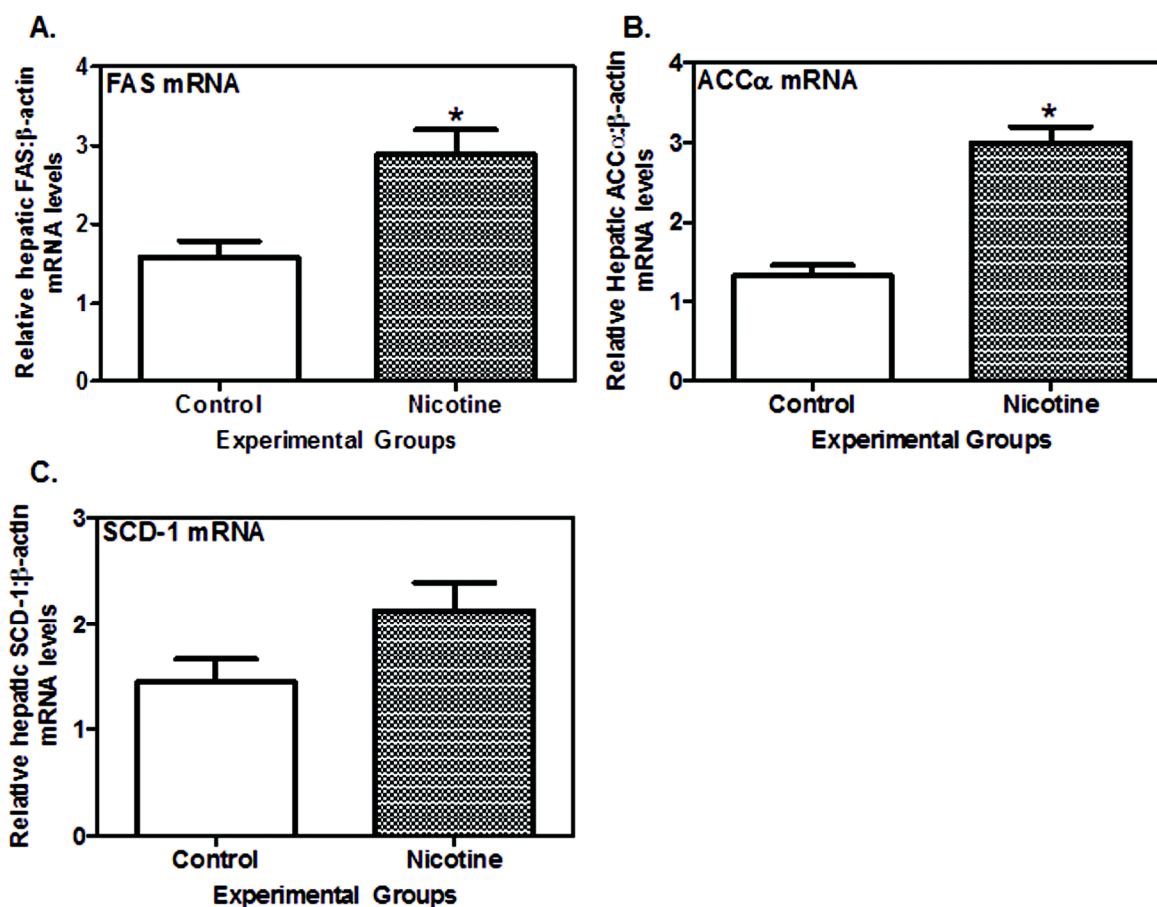 A.
FAS mRNA
*
Relative hepatic FAS:β-actin
mRNA levels
4
3
2
1
0
Control Nicotine
Experimental Groups
B.
ACCα mRNA
*
Relative Hepatic ACCα:β-actin
mRNA levels
4
3
2
1
0
Control Nicotine
Experimental Groups
C.
SCD-1 mRNA
Relative hepatic SCD-1:β-actin
mRNA levels
3
2
1
0
Control Nicotine
Experimental Groups